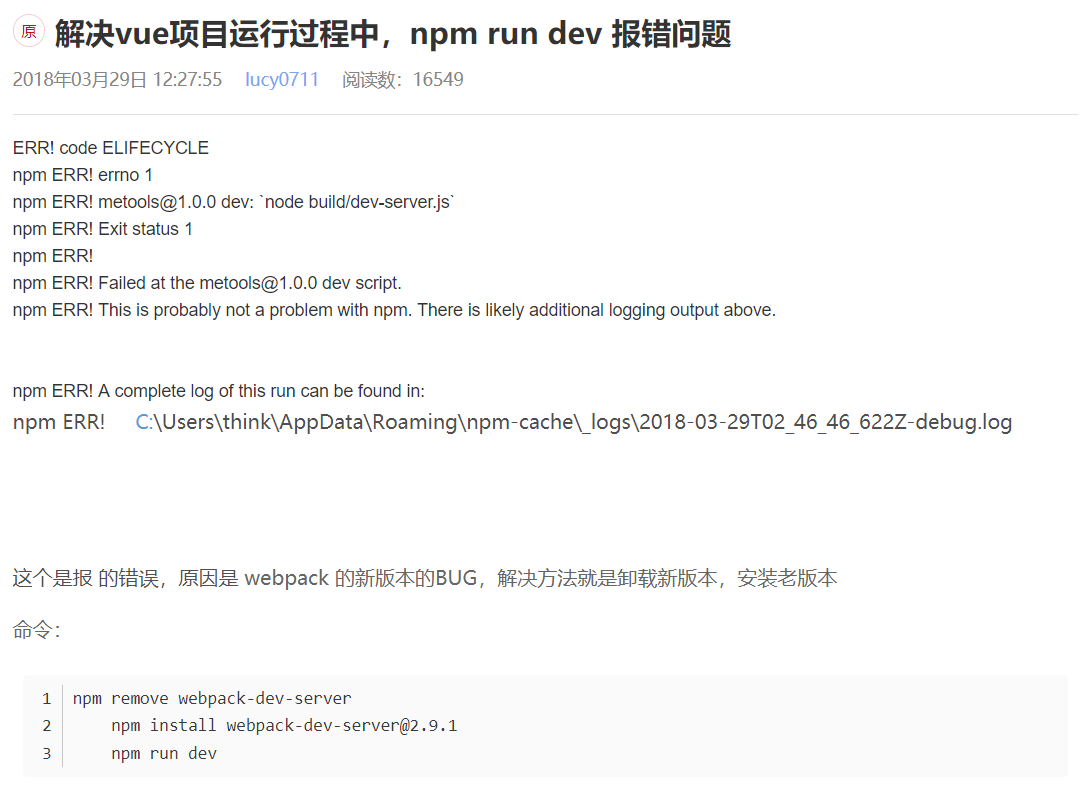 原 解决vue项目运行过程中，npm run dev 报错问题
2018年03月29日 12:27:55 lucy0711 阅读数：16549
ERR! code ELIFECYCLE
npm ERR! errno 1
npm ERR! metools@1.0.0 dev: `node build/dev-server.js`
npm ERR! Exit status 1
npm ERR!
npm ERR! Failed at the metools@1.0.0 dev script.
npm ERR! This is probably not a problem with npm. There is likely additional logging output above.
npm ERR! A complete log of this run can be found in:
npm ERR! C:\Users\think\AppData\Roaming\npm-cache\_logs\2018-03-29T02_46_46_622Z-debug.log
这个是报 的错误，原因是 webpack 的新版本的BUG，解决方法就是卸载新版本，安装老版本
命令：
1 npm remove webpack-dev-server
2 npm install webpack-dev-server@2.9.1
3 npm run dev